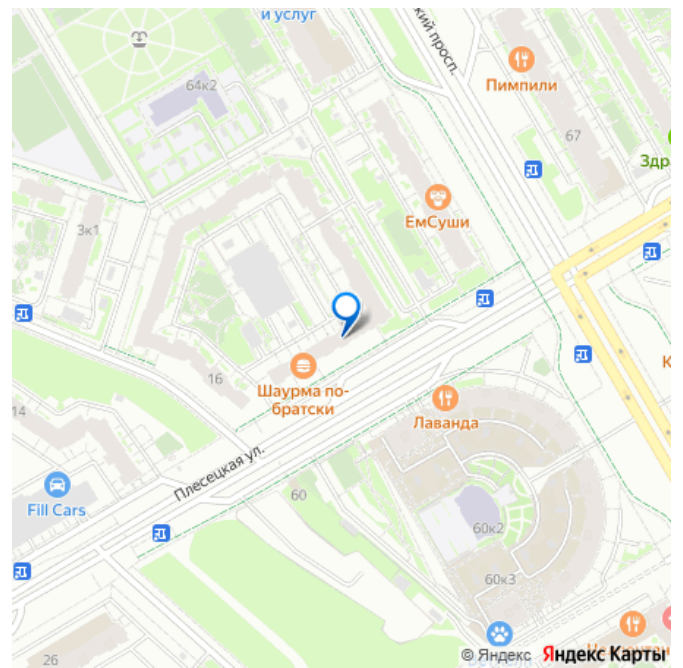 и услуг
кий просп.
Пимпили
64к2
67
Здра
3к1
ЕмСуши
16
Шаурма по-
братски
Лаванда
14
Плесецкая ул.
Fill Cars
60
60к2
60к3
26
© Яндекс Яндекс Карты